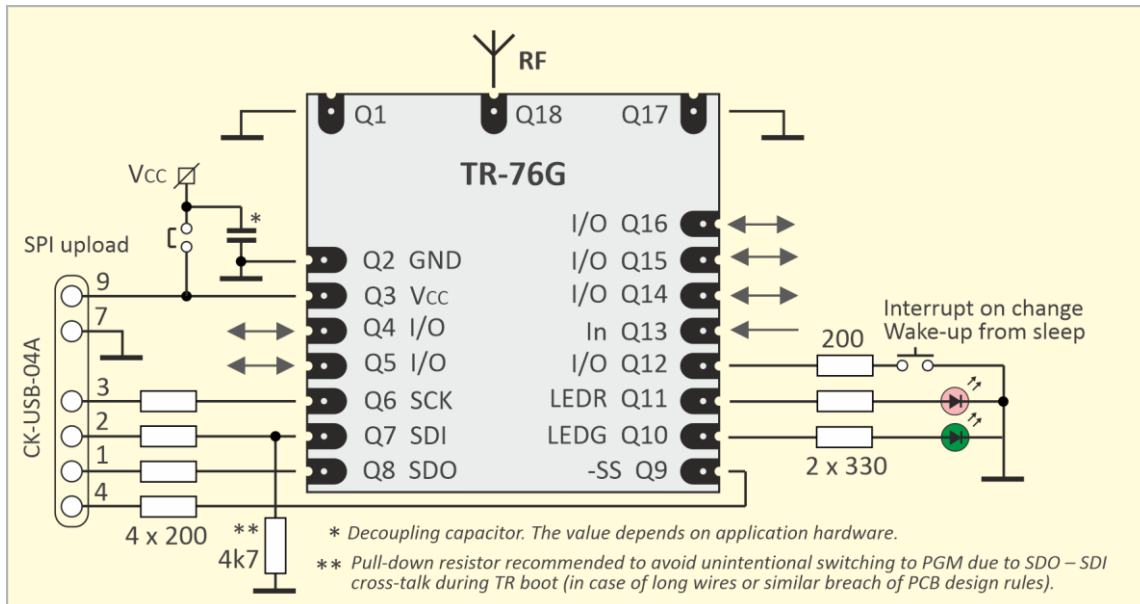 RF
Q1
Q18
Q17
TR-76G
VCC
*
SPI upload
I/O Q16
Q2 GND
I/O Q15
9
Q3 VCC
I/O Q14
7
Q4 I/O
In Q13
Interrupt on change
Wake-up from sleep
Q5 I/O
I/O Q12
200
3
Q6 SCK
LEDR Q11
2
Q7 SDI
LEDG Q10
1
Q8 SDO
-SS Q9
2 x 330
4
CK-USB-04A
4 x 200
**
4k7
* Decoupling capacitor. The value depends on application hardware.
** Pull-down resistor recommended to avoid unintentional switching to PGM due to SDO – SDI
cross-talk during TR boot (in case of long wires or similar breach of PCB design rules).